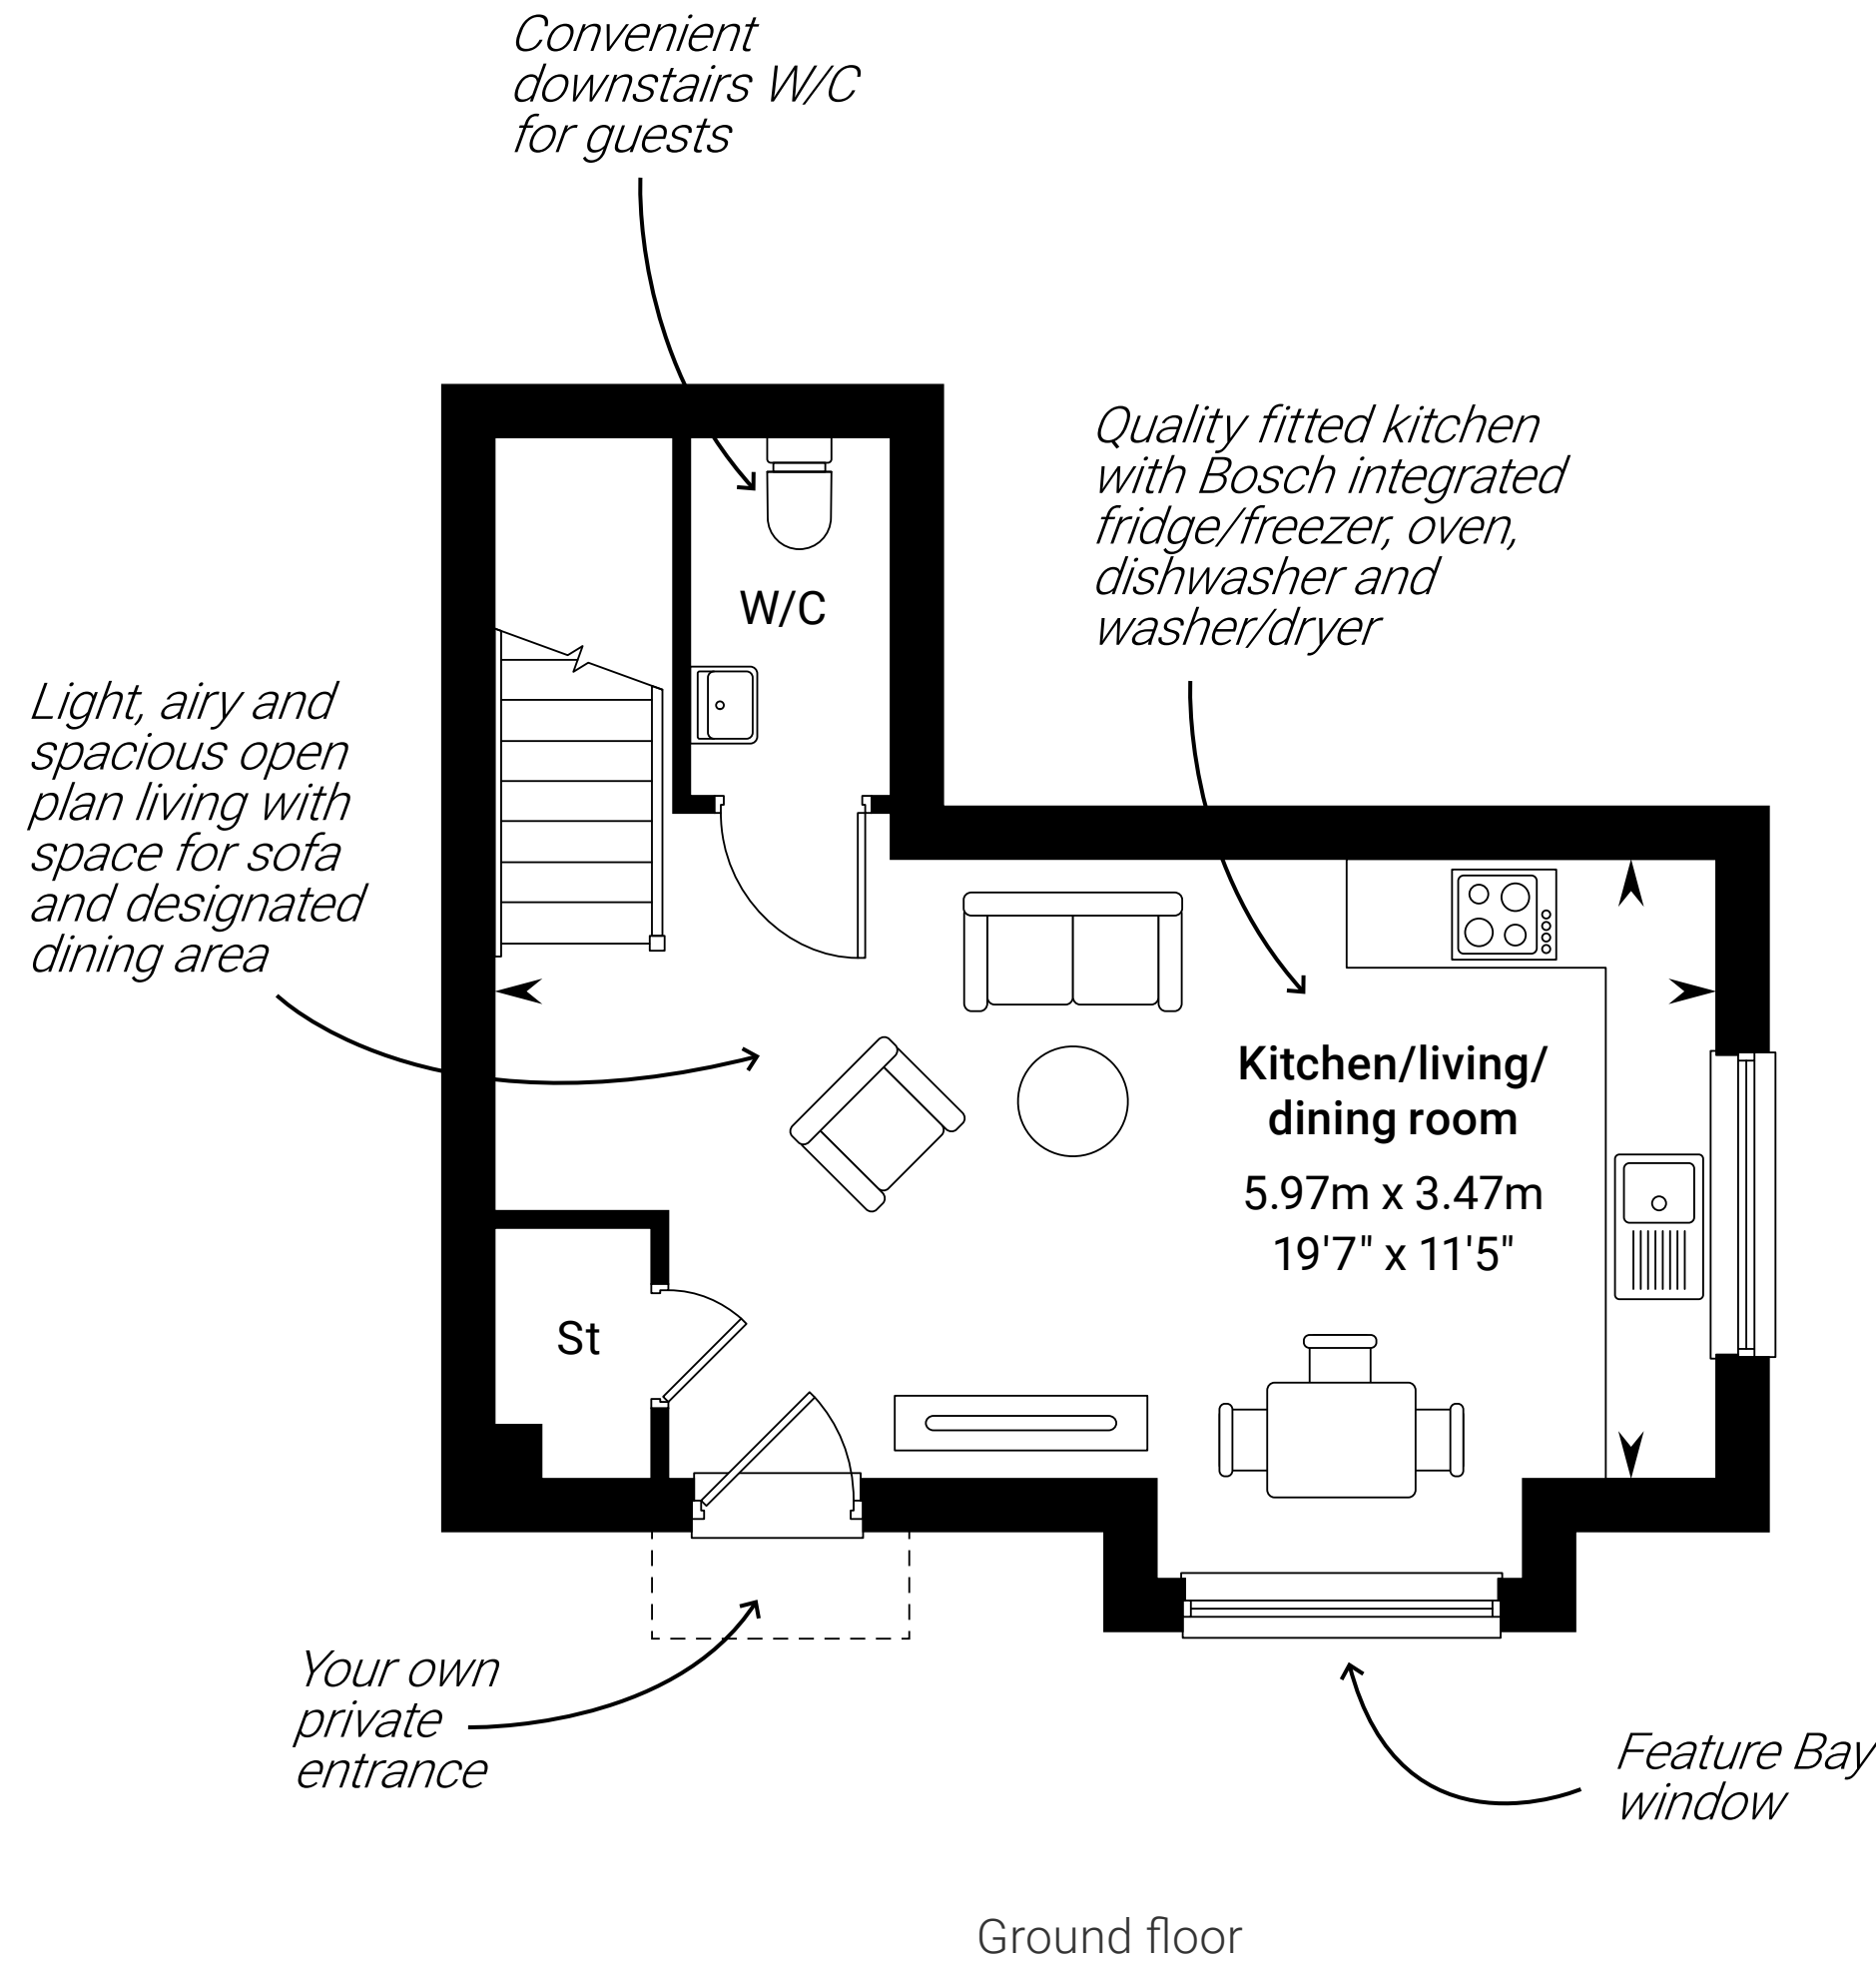 Convenient
downstairs W/C
for guests
Quality fitted kitchen
with Bosch integrated
fridge/freezer, oven,
dishwasher and
washer/dryer
W/C
Light, airy and
spacious open
plan living with
space for sofa
and designated
dining area
Kitchen/living/
dining room
5.97m x 3.47m
19'7" x 11'5"
St
Your own
private
entrance
Feature Bay
window
Ground floor